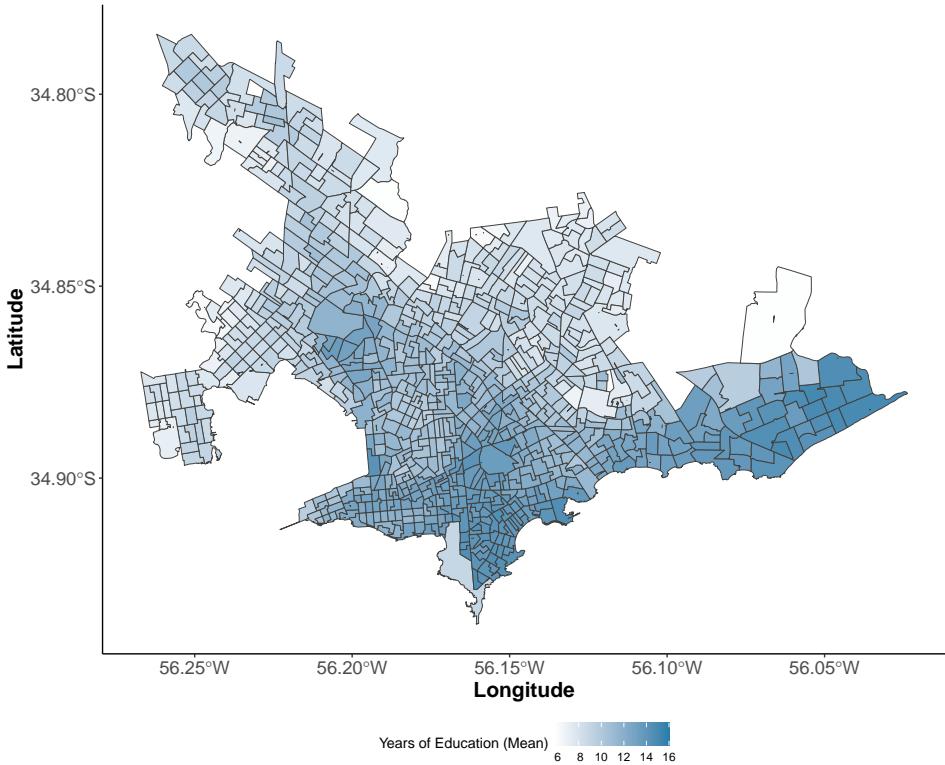 34.80°S
34.85°S
34.90°S
Latitude
56.25°W 56.20°W 56.15°W 56.10°W 56.05°W
Longitude
Years of Education (Mean)
6 8 10 12 14 16